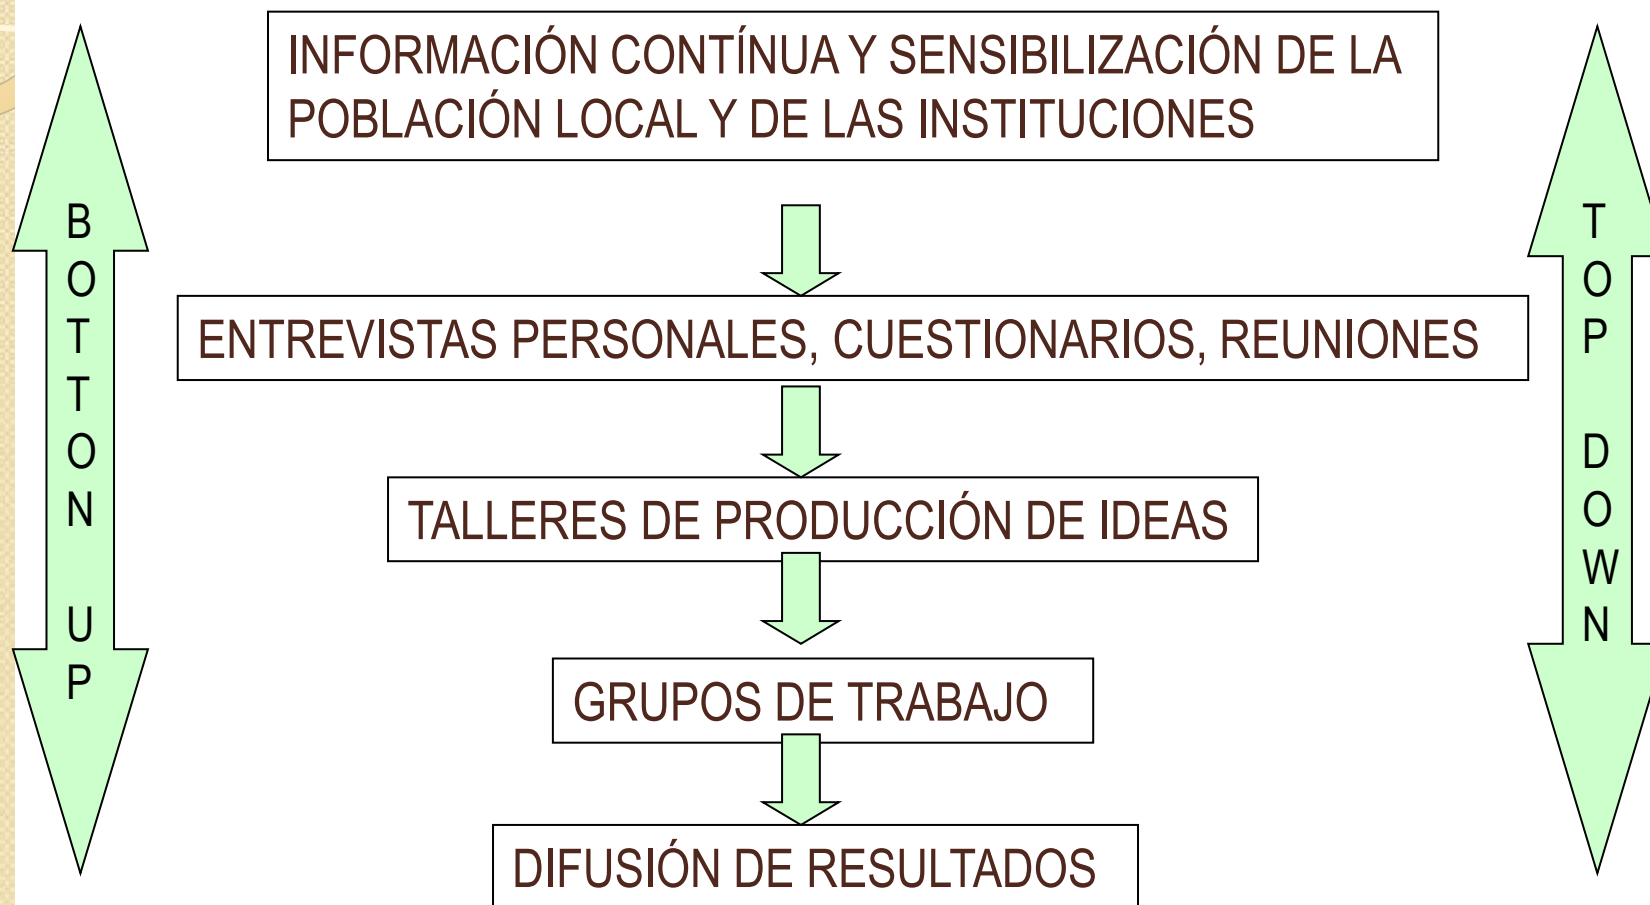 INFORMACIÓN CONTÍNUA Y SENSIBILIZACIÓN DE LA
POBLACIÓN LOCAL Y DE LAS INSTITUCIONES
BOTTON UP
TOP DOWN
ENTREVISTAS PERSONALES, CUESTIONARIOS, REUNIONES
TALLERES DE PRODUCCIÓN DE IDEAS
GRUPOS DE TRABAJO
DIFUSIÓN DE RESULTADOS